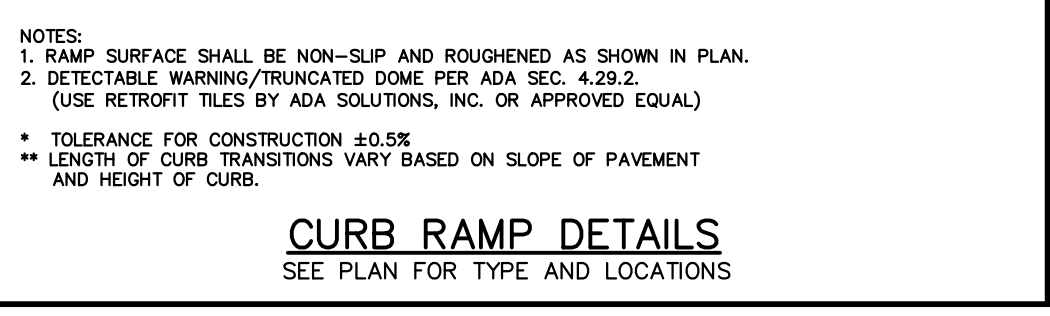 NOTES:
1. RAMP SURFACE SHALL BE NON-SLIP AND ROUGHENED AS SHOWN IN PLAN.
2. DETECTABLE WARNING/TRUNCATED DOME PER ADA SEC. 4.29.2.
(USE RETROFIT TILES BY ADA SOLUTIONS, INC. OR APPROVED EQUAL)
* TOLERANCE FOR CONSTRUCTION ±0.5%
** LENGTH OF CURB TRANSITIONS VARY BASED ON SLOPE OF PAVEMENT
AND HEIGHT OF CURB.
CURB RAMP DETAILS
SEE PLAN FOR TYPE AND LOCATIONS